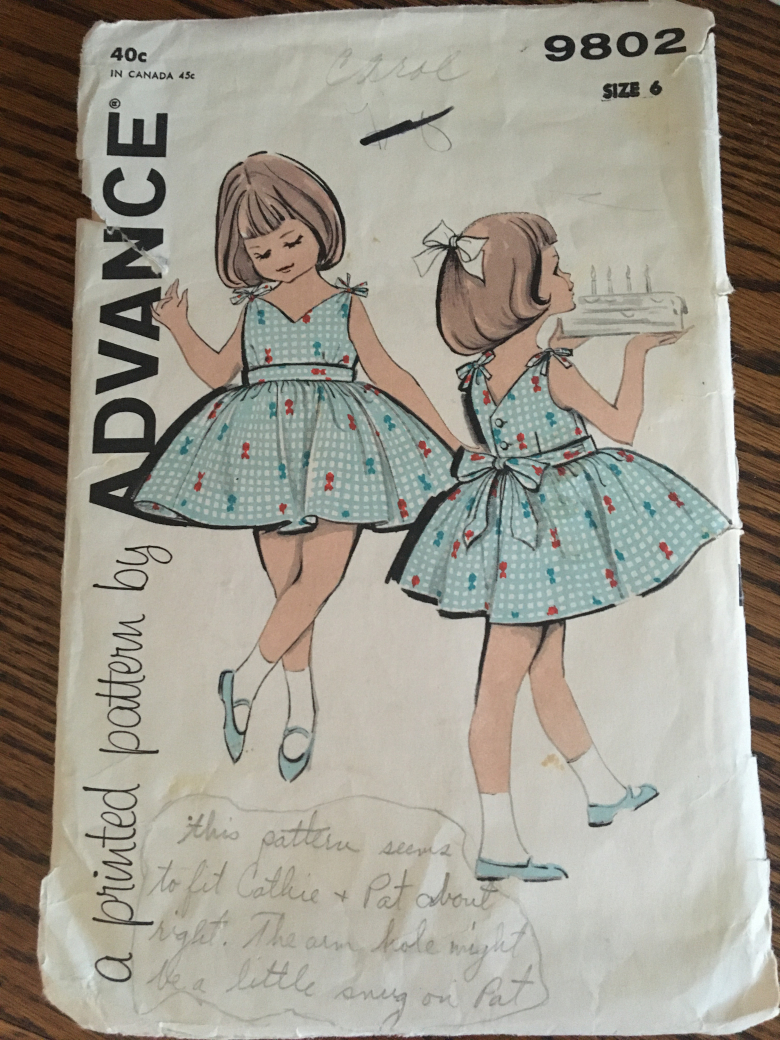 40c
IN CANADA 45c
9802
SIZE 6
Carol
a printed pattern by ADVANCE®
this pattern seems
to fit Cathie + Pat about
right. The arm hole might
be a little snug on Pat